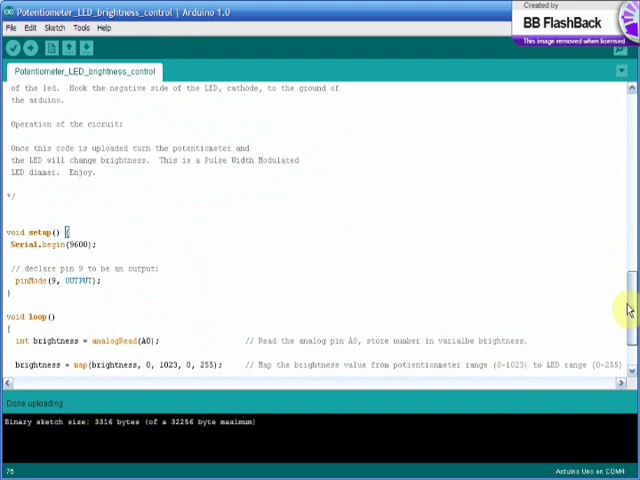 Potentiometer_LED_brightness_control | Arduino 1.0
Created by
BB FlashBack
This image removed when licensed
File Edit Sketch Tools Help
Potentiometer_LED_brightness_control
of the led. Hook the negative side of the LED, cathode, to the ground of
the arduino.
Operation of the cicruit:
Once this code is uploaded turn the potentiometer and
the LED will change brightness. This is a Pulse Width Modulated
LED dimmer. Enjoy.
*/
void setup() {
Serial.begin(9600);
// declare pin 9 to be an output:
pinMode(9, OUTPUT);
}
void loop()
{
int brightness = analogRead(A0); // Read the analog pin A0, store number in varialbe brightness.
brightness = map(brightness, 0, 1023, 0, 255); // Map the brightness value from potientiometer range (0-1023) to LED range (0-255)
Done uploading.
Binary sketch size: 3316 bytes (of a 32256 byte maximum)
75
Arduino Uno on COM4